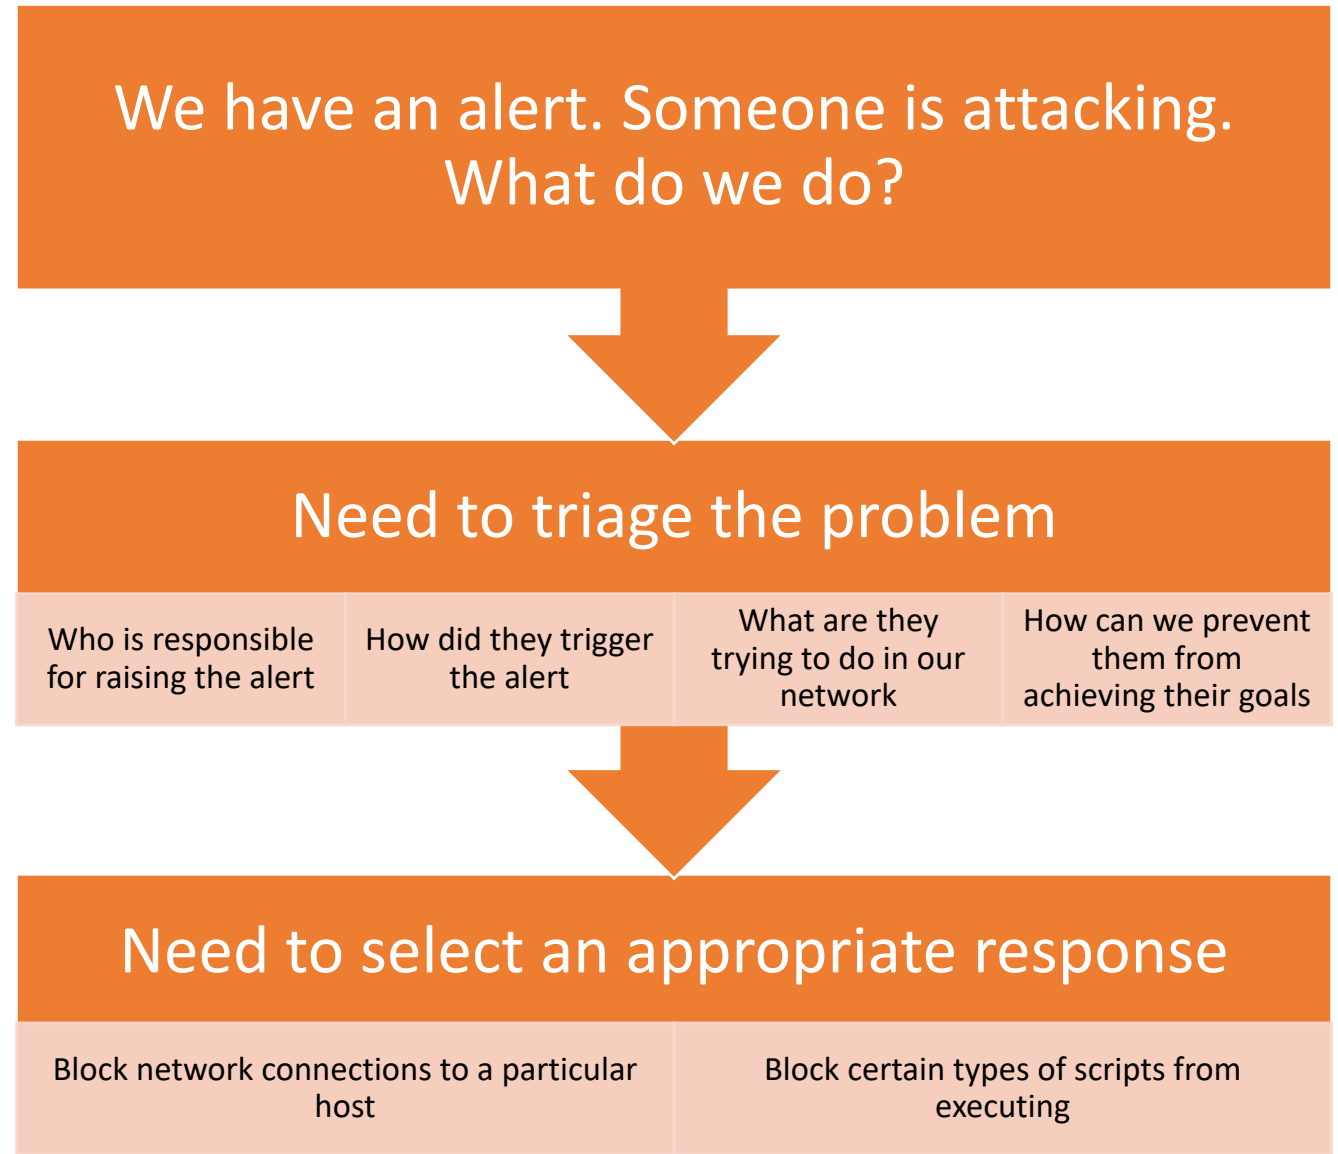 We have an alert. Someone is attacking.
What do we do?
Need to triage the problem
Who is responsible
for raising the alert
How did they trigger
the alert
What are they
trying to do in our
network
How can we prevent
them from
achieving their goals
Need to select an appropriate response
Block network connections to a particular
host
Block certain types of scripts from
executing